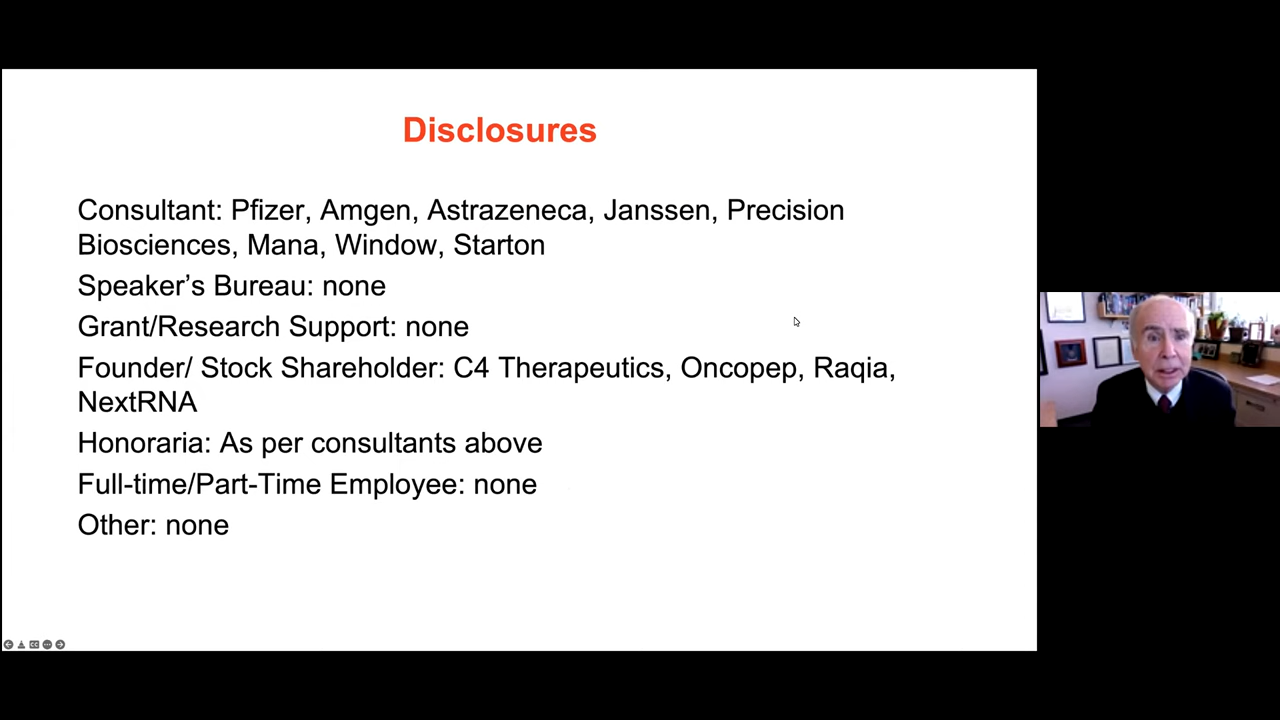 Disclosures
Consultant: Pfizer, Amgen, Astrazeneca, Janssen, Precision
Biosciences, Mana, Window, Starton
Speaker’s Bureau: none
Grant/Research Support: none
Founder/ Stock Shareholder: C4 Therapeutics, Oncopep, Raqia,
NextRNA
Honoraria: As per consultants above
Full-time/Part-Time Employee: none
Other: none